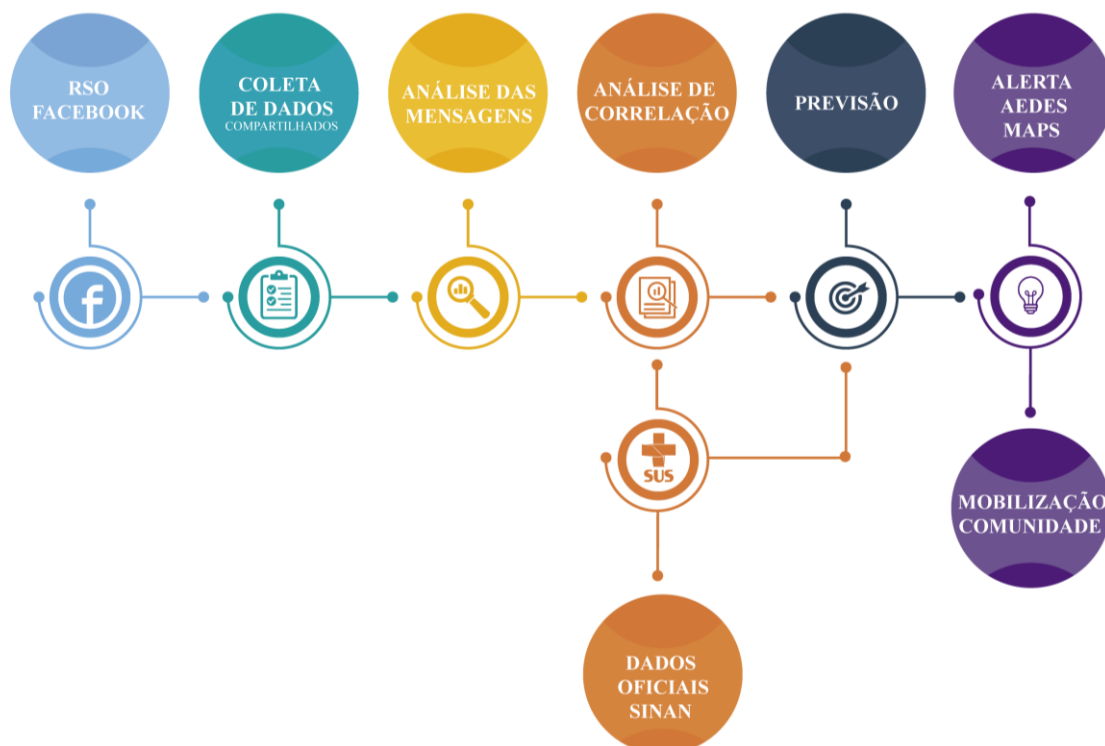 RSO
FACEBOOK
COLETA
DE DADOS
COMPARTILHADOS
ANÁLISE DAS
MENSAGENS
ANÁLISE DE
CORRELAÇÃO
PREVISÃO
ALERTA
AEDES
MAPS
f
SUS
MOBILIZAÇÃO
COMUNIDADE
DADOS
OFICIAIS
SINAN